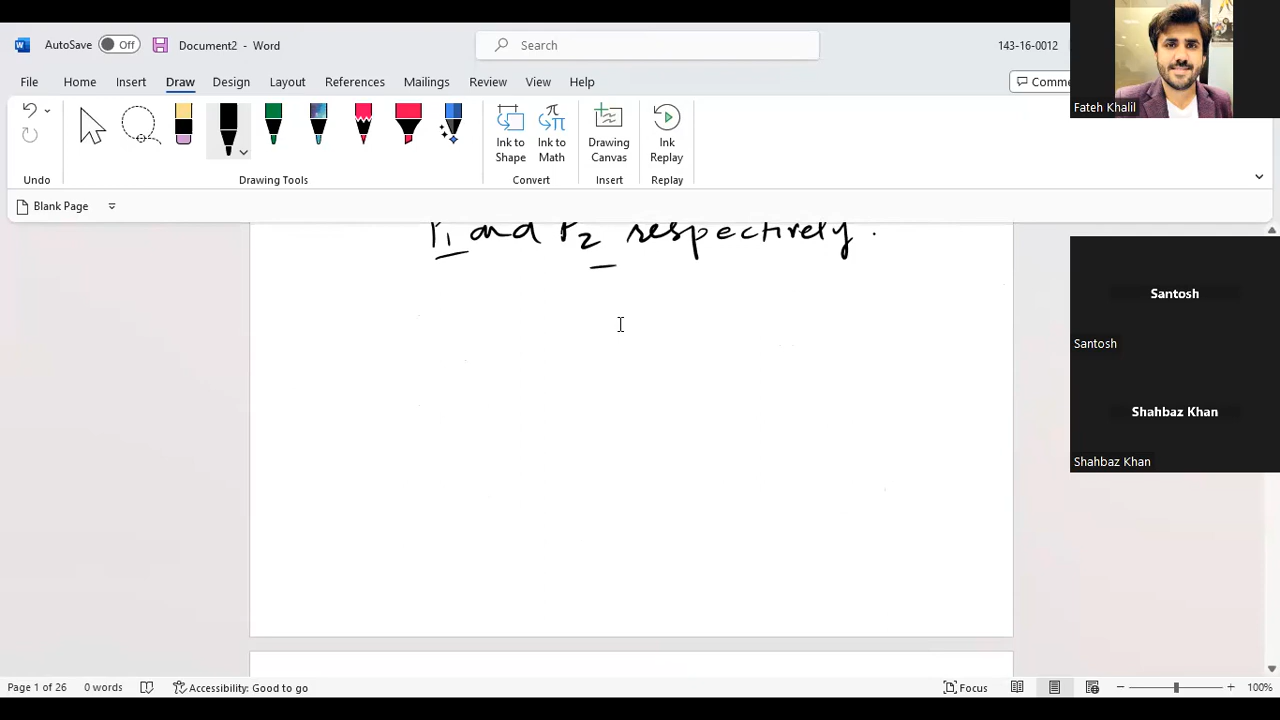 AutoSave Off Document2 - Word Search 143-16-0012
File Home Insert Draw Design Layout References Mailings Review View Help Comme
Undo Drawing Tools Ink to Shape Ink to Math Convert Drawing Canvas Insert Ink Replay Replay
Blank Page
P1 and P2 respectively.
Fateh Khalil
Santosh
Santosh
Shahbaz Khan
Shahbaz Khan
Page 1 of 26 0 words Accessibility: Good to go Focus 100%